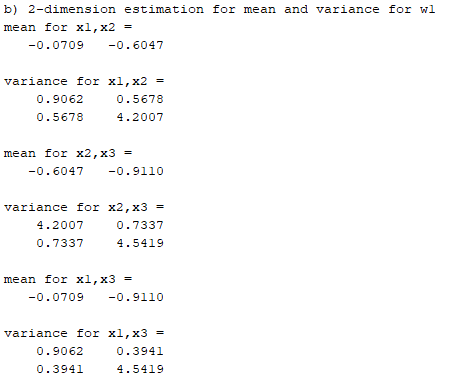 b) 2-dimension estimation for mean and variance for w1
mean for x1,x2 =
-0.0709 -0.6047
variance for x1,x2 =
0.9062 0.5678
0.5678 4.2007
mean for x2,x3 =
-0.6047 -0.9110
variance for x2,x3 =
4.2007 0.7337
0.7337 4.5419
mean for x1,x3 =
-0.0709 -0.9110
variance for x1,x3 =
0.9062 0.3941
0.3941 4.5419